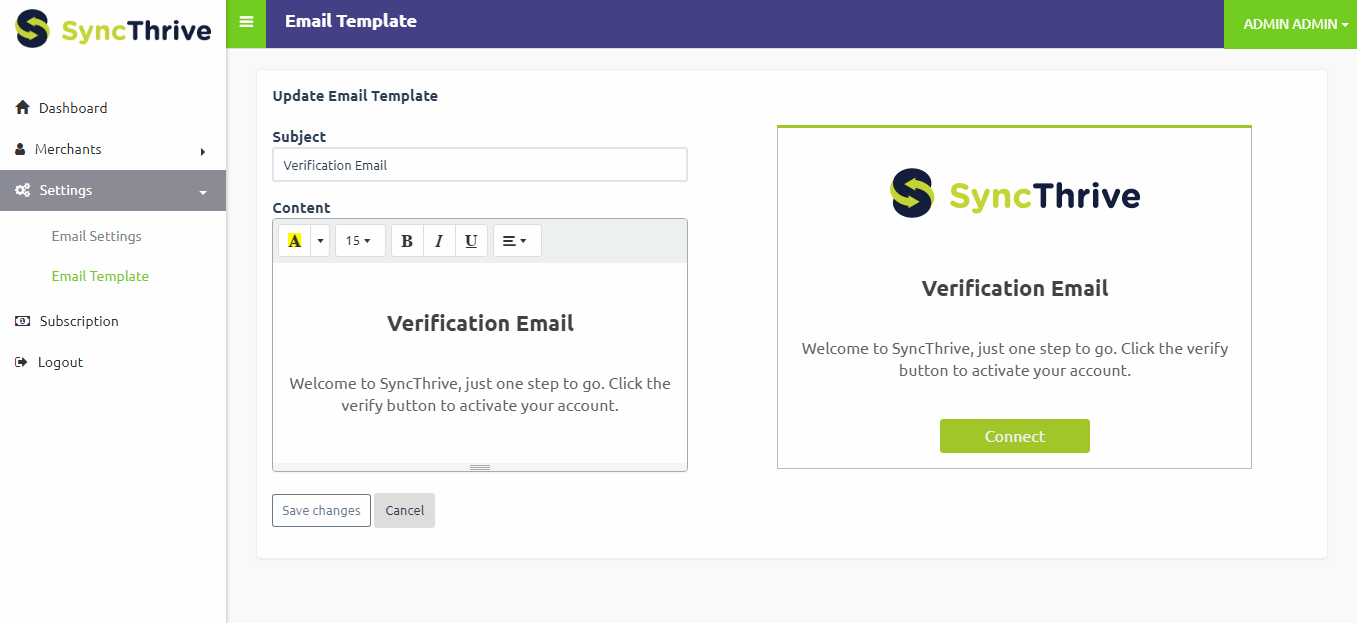 SyncThrive
Email Template
ADMIN ADMIN
Dashboard
Merchants
Settings
Email Settings
Email Template
Subscription
Logout
Update Email Template
Subject
Verification Email
Content
A
15
B
I
U
Verification Email
Welcome to SyncThrive, just one step to go. Click the
verify button to activate your account.
Save changes
Cancel
SyncThrive
Verification Email
Welcome to SyncThrive, just one step to go. Click the verify
button to activate your account.
Connect